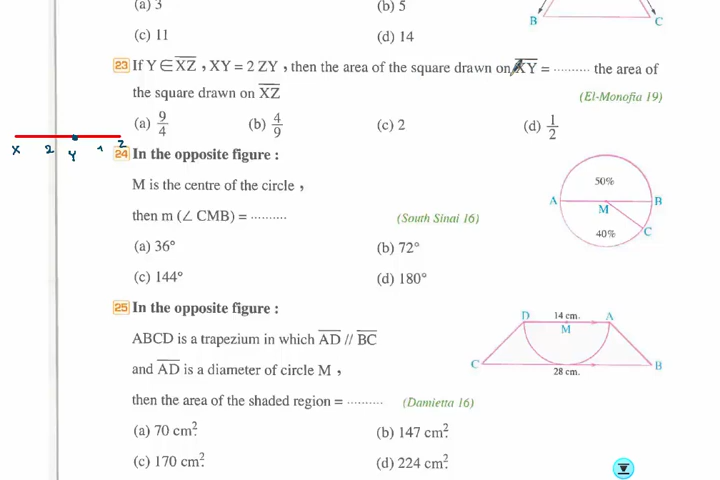 (a) 3
(b) 5
B
C
(c) 11
(d) 14
23 If Y ∈ XZ , XY = 2 ZY , then the area of the square drawn on XY = .......... the area of
the square drawn on XZ
(El-Monofia 19)
(a) 9/4
(b) 4/9
(c) 2
(d) 1/2
X 2 Y 1 Z
24 In the opposite figure :
M is the centre of the circle ,
then m (∠ CMB) = ..........
(South Sinai 16)
(a) 36°
(b) 72°
(c) 144°
(d) 180°
50%
A
B
M
C
40%
25 In the opposite figure :
ABCD is a trapezium in which AD // BC
and AD is a diameter of circle M ,
then the area of the shaded region = ..........
(Damietta 16)
(a) 70 cm².
(b) 147 cm².
(c) 170 cm².
(d) 224 cm².
D
14 cm.
A
M
C
28 cm.
B